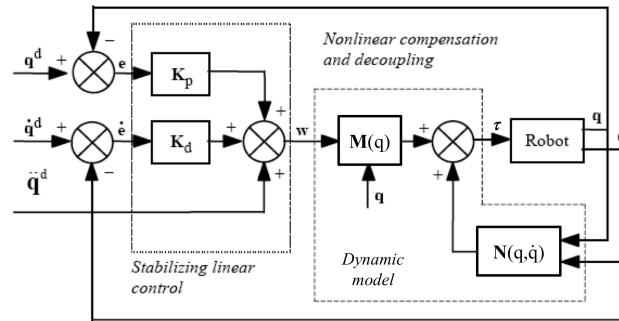 Nonlinear compensation
and decoupling
q^d
+
−
e
K_p
+
q̇^d
+
−
ė
K_d
+
+
w
M(q)
+
+
τ
Robot
q
q̈^d
q
N(q,q̇)
Stabilizing linear
control
Dynamic
model